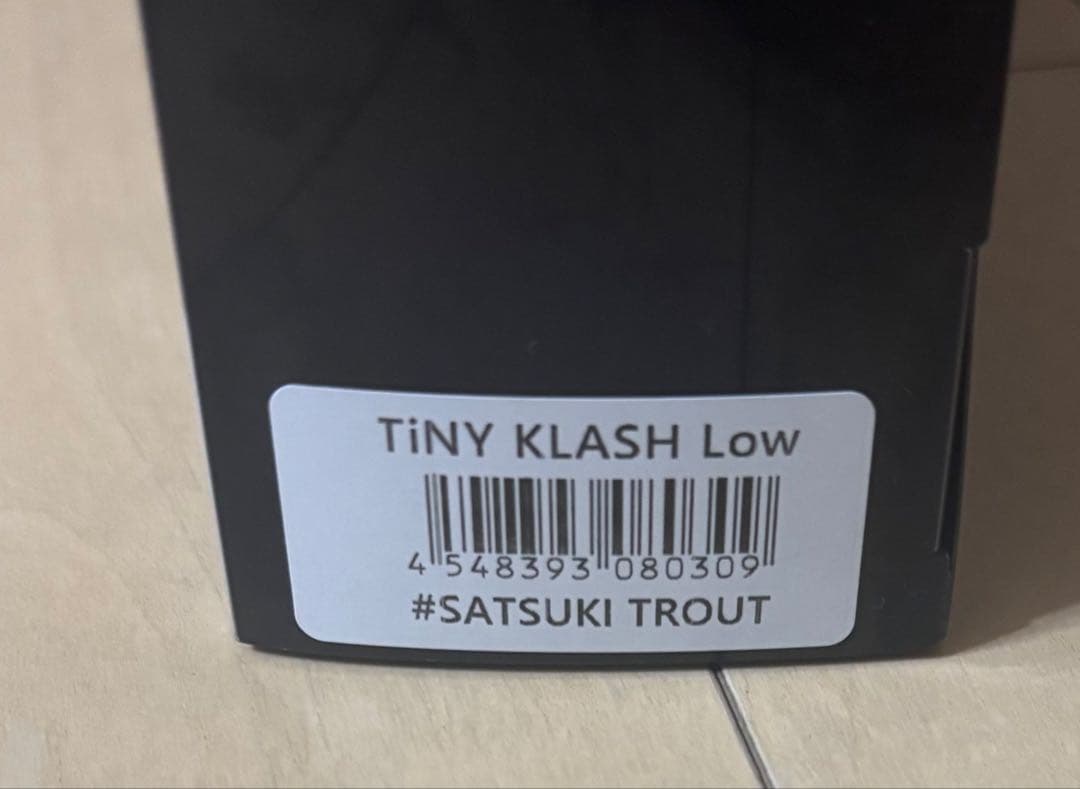 TiNY KLASH Low
4 548393 080309
#SATSUKI TROUT